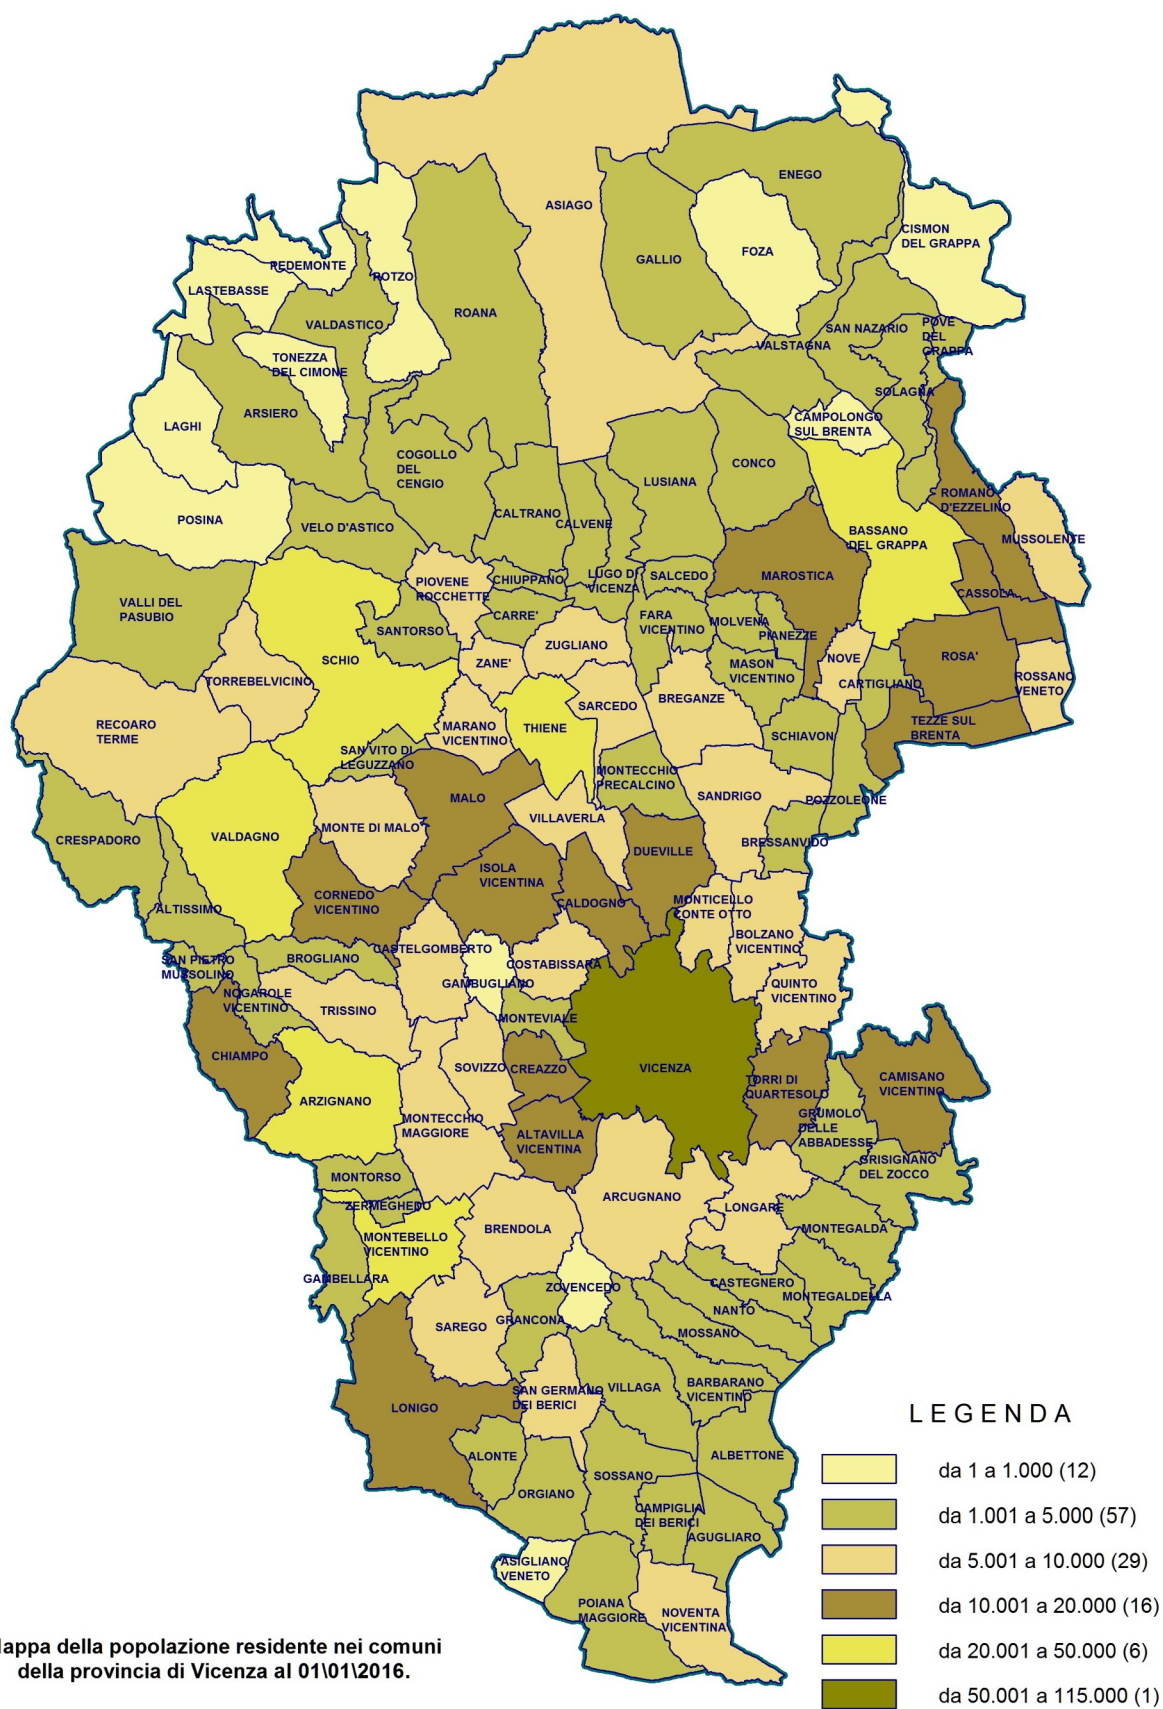 ENEGO
ASIAGO
CISMON
DEL GRAPPA
GALLIO
FOZA
PEDEMONTE
ROTZO
LASTEBASSE
ROANA
VALDASTICO
SAN NAZARIO
POVE
DEL
GRAPPA
VALSTAGNA
TONEZZA
DEL CIMONE
SOLAGNA
ARSIERO
CAMPOLONGO
SUL BRENTA
LAGHI
COGOLLO
DEL
CENGIO
CONCO
LUSIANA
ROMANO
D'EZZELINO
POSINA
VELO D'ASTICO
CALTRANO
CALVENE
BASSANO
DEL GRAPPA
MUSSOLENTE
PIOVENE
ROCCHETTE
CHIUPPANO
LUGO DI
VICENZA
SALCEDO
MAROSTICA
CASSOLA
VALLI DEL
PASUBIO
CARRE'
FARA
VICENTINO
MOLVENA
PIANEZZE
SANTORSO
ZUGLIANO
SCHIO
ZANE'
MASON
VICENTINO
NOVE
ROSA'
TORREBELVICINO
CARTIGLIANO
ROSSANO
VENETO
BREGANZE
SARCEDO
RECOARO
TERME
MARANO
VICENTINO
THIENE
TEZZE SUL
BRENTA
SCHIAVON
SAN VITO DI
LEGUZZANO
MONTECCHIO
PRECALCINO
MALO
SANDRIGO
POZZOLEONE
CRESPADORO
VALDAGNO
MONTE DI MALO
VILLAVERLA
BRESSANVIDO
DUEVILLE
ISOLA
VICENTINA
CORNEDO
VICENTINO
CALDOGNO
MONTICELLO
CONTE OTTO
ALTISSIMO
BOLZANO
VICENTINO
CASTELGOMBERTO
SAN PIETRO
MUSSOLINO
BROGLIANO
COSTABISSARA
GAMBUGLIANO
QUINTO
VICENTINO
NOGAROLE
VICENTINO
TRISSINO
MONTEVIALE
CHIAMPO
SOVIZZO
CREAZZO
VICENZA
TORRI DI
QUARTESOLO
CAMISANO
VICENTINO
ARZIGNANO
GRUMOLO
DELLE
ABBADESSE
MONTECCHIO
MAGGIORE
ALTAVILLA
VICENTINA
GRISIGNANO
DEL ZOCCO
MONTORSO
ARCUGNANO
LONGARE
ZERMEGHEDO
MONTEGALDA
BRENDOLA
MONTEBELLO
VICENTINO
GAMBELLARA
ZOVENCEDO
CASTEGNERO
MONTEGALDELLA
NANTO
GRANCONA
SAREGO
MOSSANO
SAN GERMANO
DEI BERICI
VILLAGA
BARBARANO
VICENTINO
LONIGO
ALONTE
ALBETTONE
SOSSANO
ORGIANO
CAMPIGLIA
DEI BERICI
AGUGLIARO
ASIGLIANO
VENETO
POIANA
MAGGIORE
NOVENTA
VICENTINA
LEGENDA
da 1 a 1.000 (12)
da 1.001 a 5.000 (57)
da 5.001 a 10.000 (29)
da 10.001 a 20.000 (16)
da 20.001 a 50.000 (6)
da 50.001 a 115.000 (1)
appa della popolazione residente nei comuni
della provincia di Vicenza al 01\01\2016.